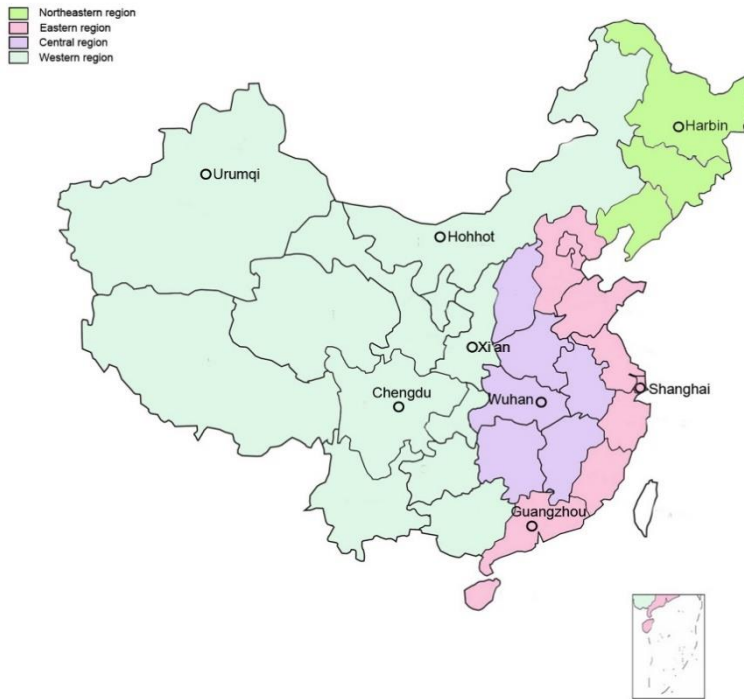 Northeastern region
Eastern region
Central region
Western region
Harbin
Urumqi
Hohhot
Xi'an
Chengdu
Wuhan
Shanghai
Guangzhou